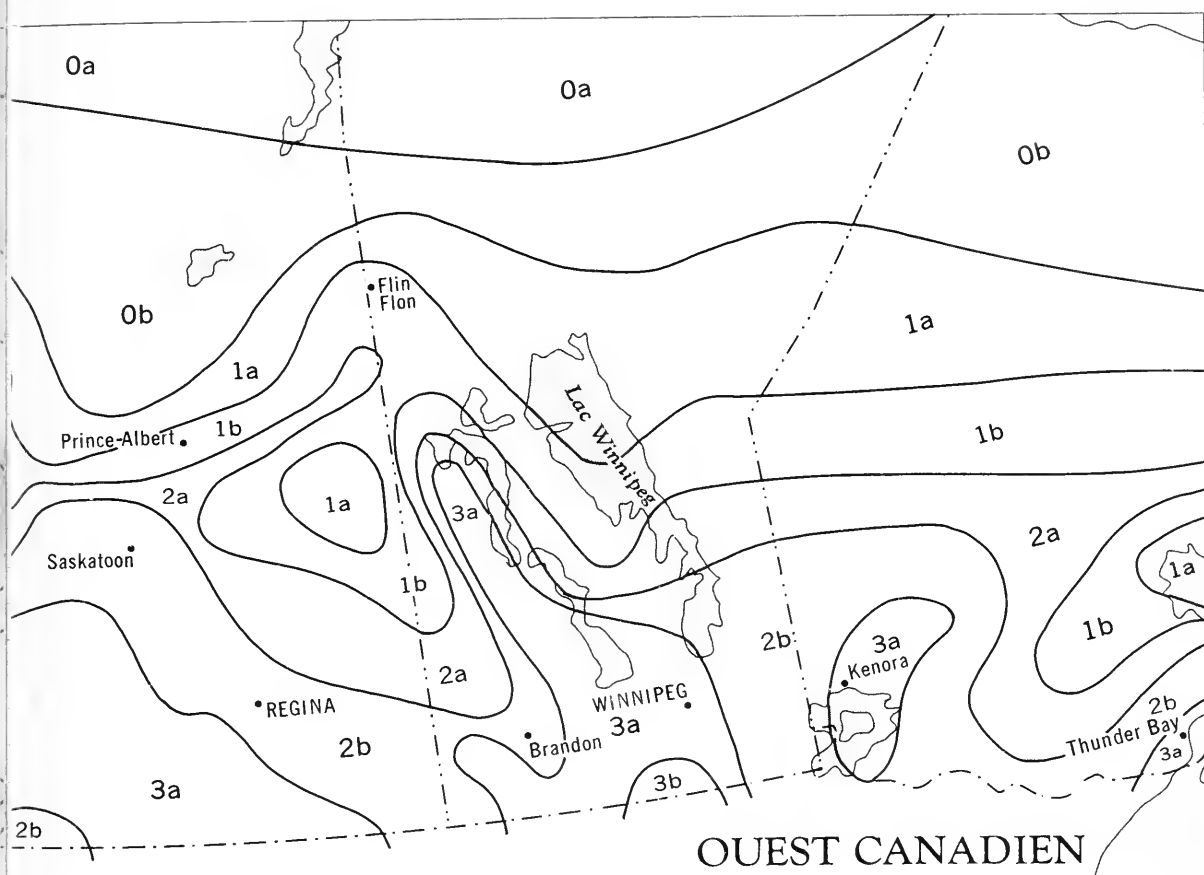 0a
0a
0b
Flin
Flon
0b
1a
1a
Lac Winnipeg
Prince-Albert
1b
1b
2a
1a
3a
2a
Saskatoon
1a
1b
1b
2b
3a
Kenora
2a
WINNIPEG
REGINA
3a
2b
Thunder Bay
2b
Brandon
3a
3a
3b
2b
OUEST CANADIEN